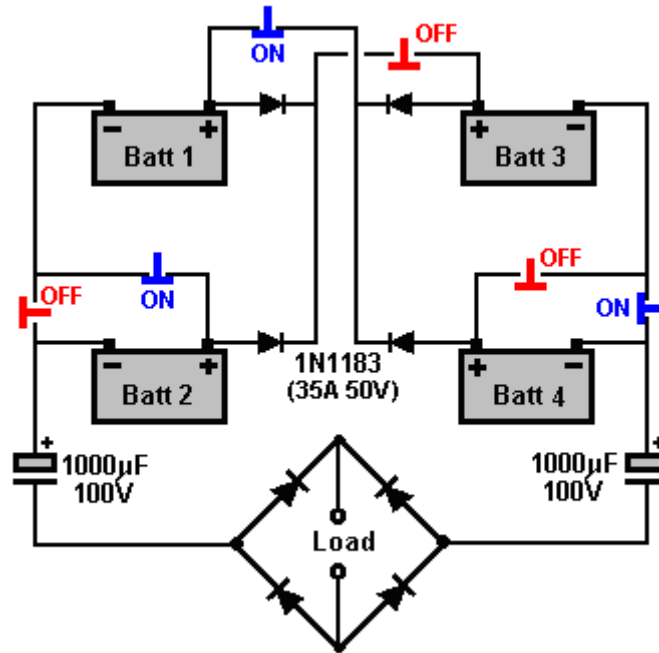 ON
OFF
- +
Batt 1
+ -
Batt 3
OFF
ON
OFF
ON
- +
Batt 2
1N1183
(35A 50V)
+ -
Batt 4
+
1000µF
100V
+
1000µF
100V
Load